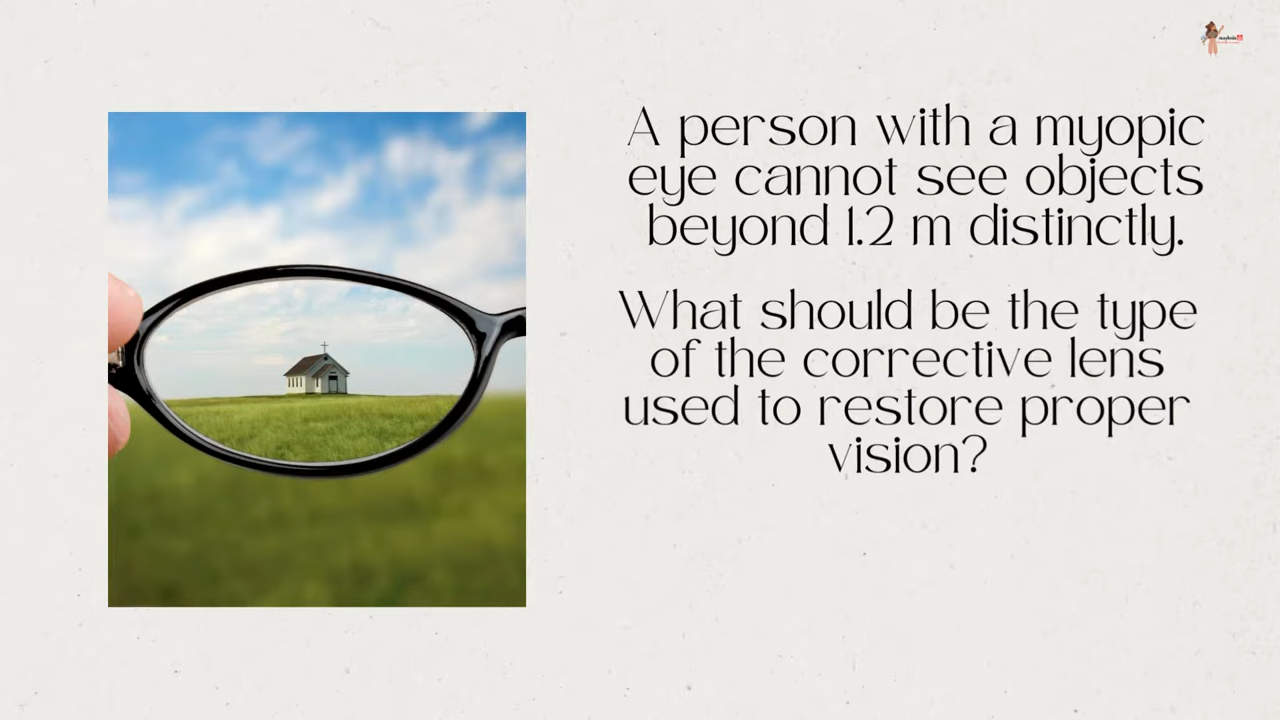 A person with a myopic
eye cannot see objects
beyond 1.2 m distinctly.
What should be the type
of the corrective lens
used to restore proper
vision?